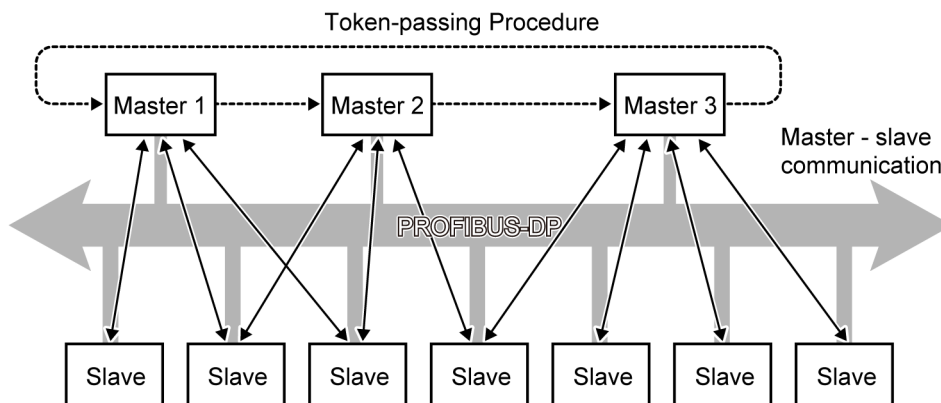 Token-passing Procedure
Master 1
Master 2
Master 3
Master - slave
communication
PROFIBUS-DP
Slave
Slave
Slave
Slave
Slave
Slave
Slave